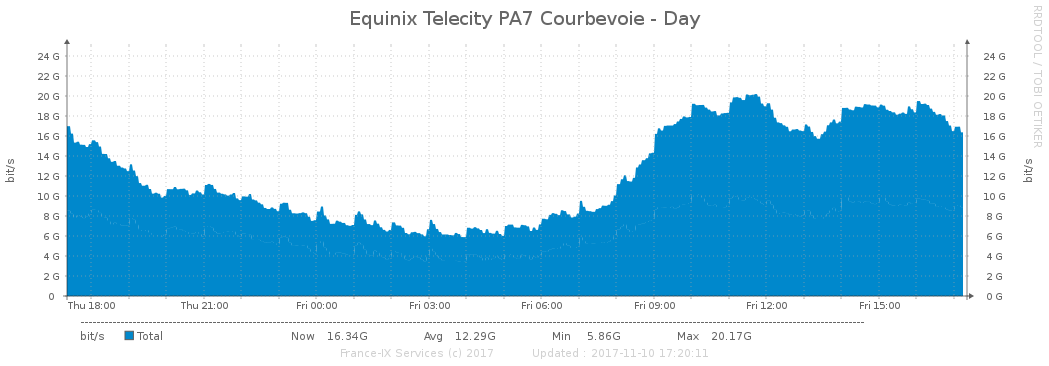 Equinix Telecity PA7 Courbevoie - Day
RRDTOOL / TOBI OETIKER
bit/s
24 G 24 G
22 G 22 G
20 G 20 G
18 G 18 G
16 G 16 G
14 G 14 G
12 G 12 G
10 G 10 G
8 G 8 G
6 G 6 G
4 G 4 G
2 G 2 G
0 0 G
bit/s
Thu 18:00 Thu 21:00 Fri 00:00 Fri 03:00 Fri 06:00 Fri 09:00 Fri 12:00 Fri 15:00
bit/s Total Now 16.34G Avg 12.29G Min 5.86G Max 20.17G
France-IX Services (c) 2017 Updated : 2017-11-10 17:20:11